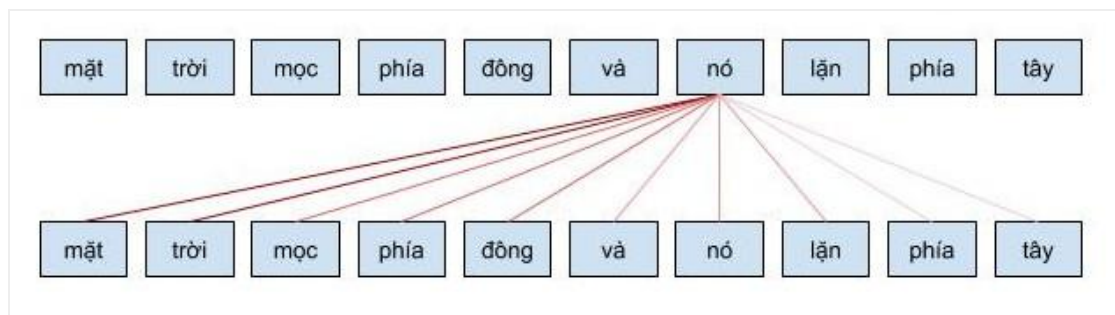 mặt trời mọc phía đông và nó lặn phía tây
mặt trời mọc phía đông và nó lặn phía tây